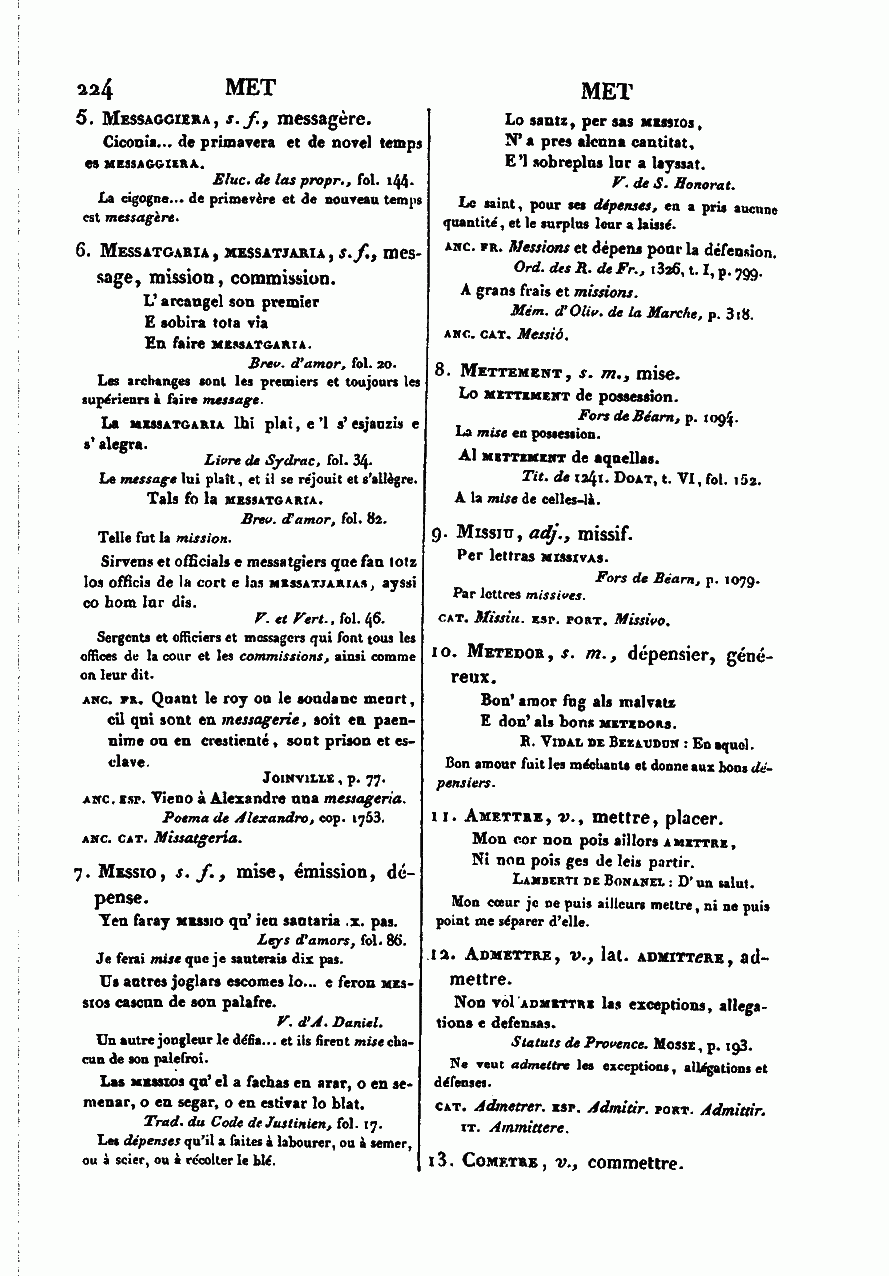 224 MET MET
5. Messaggiera, s. f., messagère.
Ciconia... de primavera et de novel temps
es messaggiera.
Eluc. de las propr., fol. 144.
La cigogne... de primevère et de nouveau temps
est messagère.
6. Messatgaria, messatjaria, s. f., mes-
sage, mission, commission.
L'arcangel son premier
E sobira tota via
En faire messatgaria.
Brev. d'amor, fol. 20.
Les archanges sont les premiers et toujours les
supérieurs à faire message.
La messatgaria lhi plai, e 'l s'esjauzis e
s'alegra.
Livre de Sydrac, fol. 34.
Le message lui plaît, et il se réjouit et s'allègre.
Tals fo la messatgaria.
Brev. d'amor, fol. 82.
Telle fut la mission.
Sirvens et officials e messatgiers que fan totz
los officis de la cort e las messatjarias, ayssi
co hom lur dis.
V. et Vert., fol. 46.
Sergents et officiers et messagers qui font tous les
offices de la cour et les commissions, ainsi comme
on leur dit.
anc. fr. Quant le roy ou le soudanc meurt,
cil qui sont en messagerie, soit en paen-
nime ou en crestienté, sont prison et es-
clave.
Joinville, p. 77.
anc. esp. Vieno à Alexandre una messageria.
Poema de Alexandro, cop. 1753.
anc. cat. Missatgería.
7. Messio, s. f., mise, émission, dé-
pense.
Yeu faray messio qu'ieu sautaria .x. pas.
Leys d'amors, fol. 86.
Je ferai mise que je sauterais dix pas.
Us autres joglars escomes lo... e feron mes-
sios cascun de son palafre.
V. d'A. Daniel.
Un autre jongleur le défia... et ils firent mise cha-
cun de son palefroi.
Las messios qu'el a fachas en arar, o en se-
menar, o en segar, o en estivar lo blat.
Trad. du Code de Justinien, fol. 17.
Les dépenses qu'il a faites à labourer, ou à semer,
ou à scier, ou à récolter le blé.
Lo santz, per sas messios,
N'a pres alcuna cantitat,
E 'l sobreplus lur a layssat.
V. de S. Honorat.
Le saint, pour ses dépenses, en a pris aucune
quantité, et le surplus leur a laissé.
anc. fr. Messions et dépens pour la défension.
Ord. des R. de Fr., 1326, t. I, p. 799.
A grans frais et missions.
Mém. d'Oliv. de la Marche, p. 318.
anc. cat. Messió.
8. Mettement, s. m., mise.
Lo mettement de possession.
Fors de Béarn, p. 1094.
La mise en possession.
Al mettement de aquellas.
Tit. de 1241. Doat, t. VI, fol. 152.
A la mise de celles-là.
9. Missiu, adj., missif.
Per lettras missivas.
Fors de Béarn, p. 1079.
Par lettres missives.
cat. Missiu. esp. port. Missivo.
10. Metedor, s. m., dépensier, géné-
reux.
Bon' amor fug als malvatz
E don' als bons metedors.
R. Vidal de Bezaudun : En aquel.
Bon amour fuit les méchants et donne aux bons dé-
pensiers.
11. Amettre, v., mettre, placer.
Mon cor non pois aillors amettre,
Ni non pois ges de leis partir.
Lamberti de Bonanel : D'un salut.
Mon cœur je ne puis ailleurs mettre, ni ne puis
point me séparer d'elle.
12. Admettre, v., lat. admittere, ad-
mettre.
Non vol admettre las exceptions, allega-
tions e defensas.
Statuts de Provence. Mosse, p. 193.
Ne veut admettre les exceptions, allégations et
défenses.
cat. Admetrer. esp. Admitir. port. Admittir.
it. Ammittere.
13. Cometre, v., commettre.